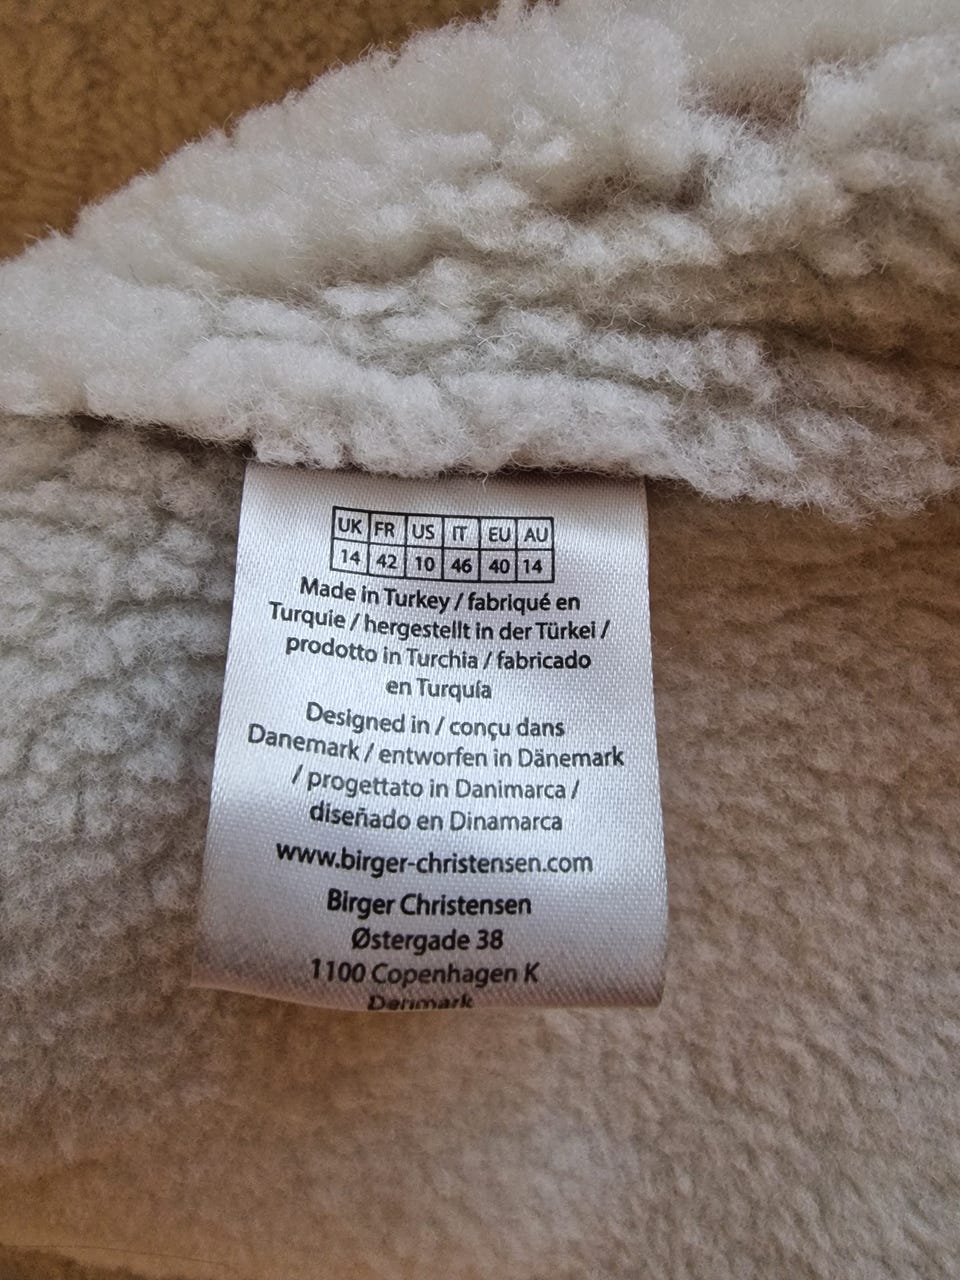 UK FR US IT EU AU
14 42 10 46 40 14
Made in Turkey / fabriqué en
Turquie / hergestellt in der Türkei /
prodotto in Turchia / fabricado
en Turquía
Designed in / conçu dans
Danemark / entworfen in Dänemark
/ progettato in Danimarca /
diseñado en Dinamarca
www.birger-christensen.com
Birger Christensen
Østergade 38
1100 Copenhagen K
Denmark